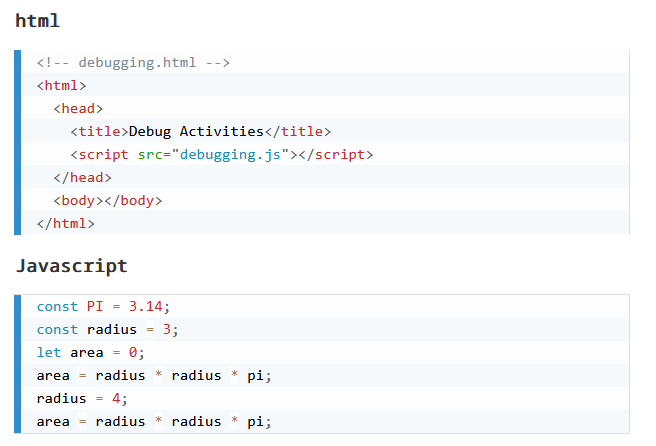 html
<!-- debugging.html -->
<html>
  <head>
    <title>Debug Activities</title>
    <script src="debugging.js"></script>
  </head>
  <body></body>
</html>
Javascript
const PI = 3.14;
const radius = 3;
let area = 0;
area = radius * radius * pi;
radius = 4;
area = radius * radius * pi;